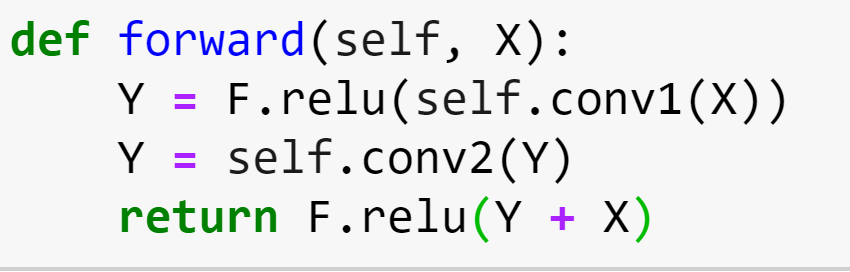 def forward(self, X):
    Y = F.relu(self.conv1(X))
    Y = self.conv2(Y)
    return F.relu(Y + X)